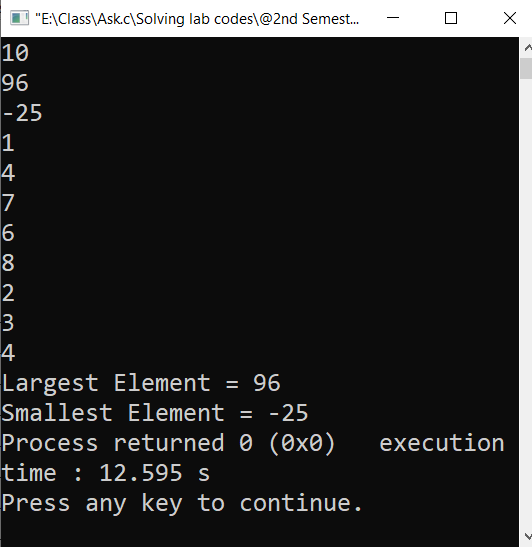 "E:\Class\Ask.c\Solving lab codes\@2nd Semest...
10
96
-25
1
4
7
6
8
2
3
4
Largest Element = 96
Smallest Element = -25
Process returned 0 (0x0)   execution
time : 12.595 s
Press any key to continue.